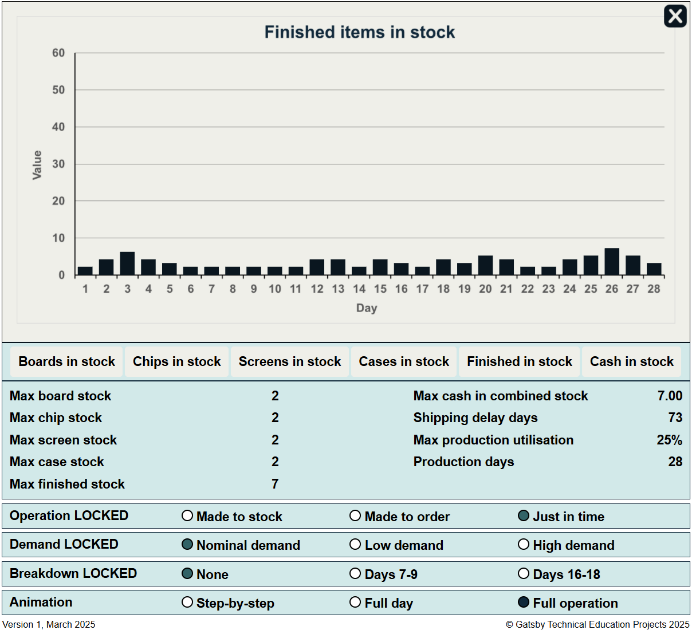 Finished items in stock
60
50
40
30
20
10
0
Value
1 2 3 4 5 6 7 8 9 10 11 12 13 14 15 16 17 18 19 20 21 22 23 24 25 26 27 28
Day
Boards in stock Chips in stock Screens in stock Cases in stock Finished in stock Cash in stock
Max board stock 2 Max cash in combined stock 7.00
Max chip stock 2 Shipping delay days 73
Max screen stock 2 Max production utilisation 25%
Max case stock 2 Production days 28
Max finished stock 7
Operation LOCKED Made to stock Made to order Just in time
Demand LOCKED Nominal demand Low demand High demand
Breakdown LOCKED None Days 7-9 Days 16-18
Animation Step-by-step Full day Full operation
Version 1, March 2025 © Gatsby Technical Education Projects 2025